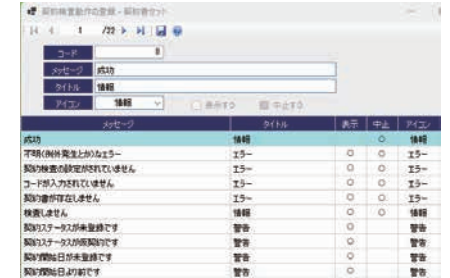 契約検査動作の登録 - 契約書セット
1 /22
コード 0
メッセージ 成功
タイトル 情報
アイコン 情報 表示する 中止する
メッセージ タイトル 表示 中止 アイコン
成功 情報 ○ 情報
不明(例外発生とか)なエラー エラー ○ ○ エラー
契約検査の設定がされていません エラー ○ ○ エラー
コードが入力されていません エラー ○ ○ エラー
契約書が存在しません エラー ○ ○ エラー
検査しません 情報 ○ ○ 情報
契約ステータスが未登録です 警告 ○ 警告
契約ステータスが仮契約です 警告 ○ 警告
契約開始日が未登録です 警告 ○ 警告
契約開始日より前です 警告 ○ 警告